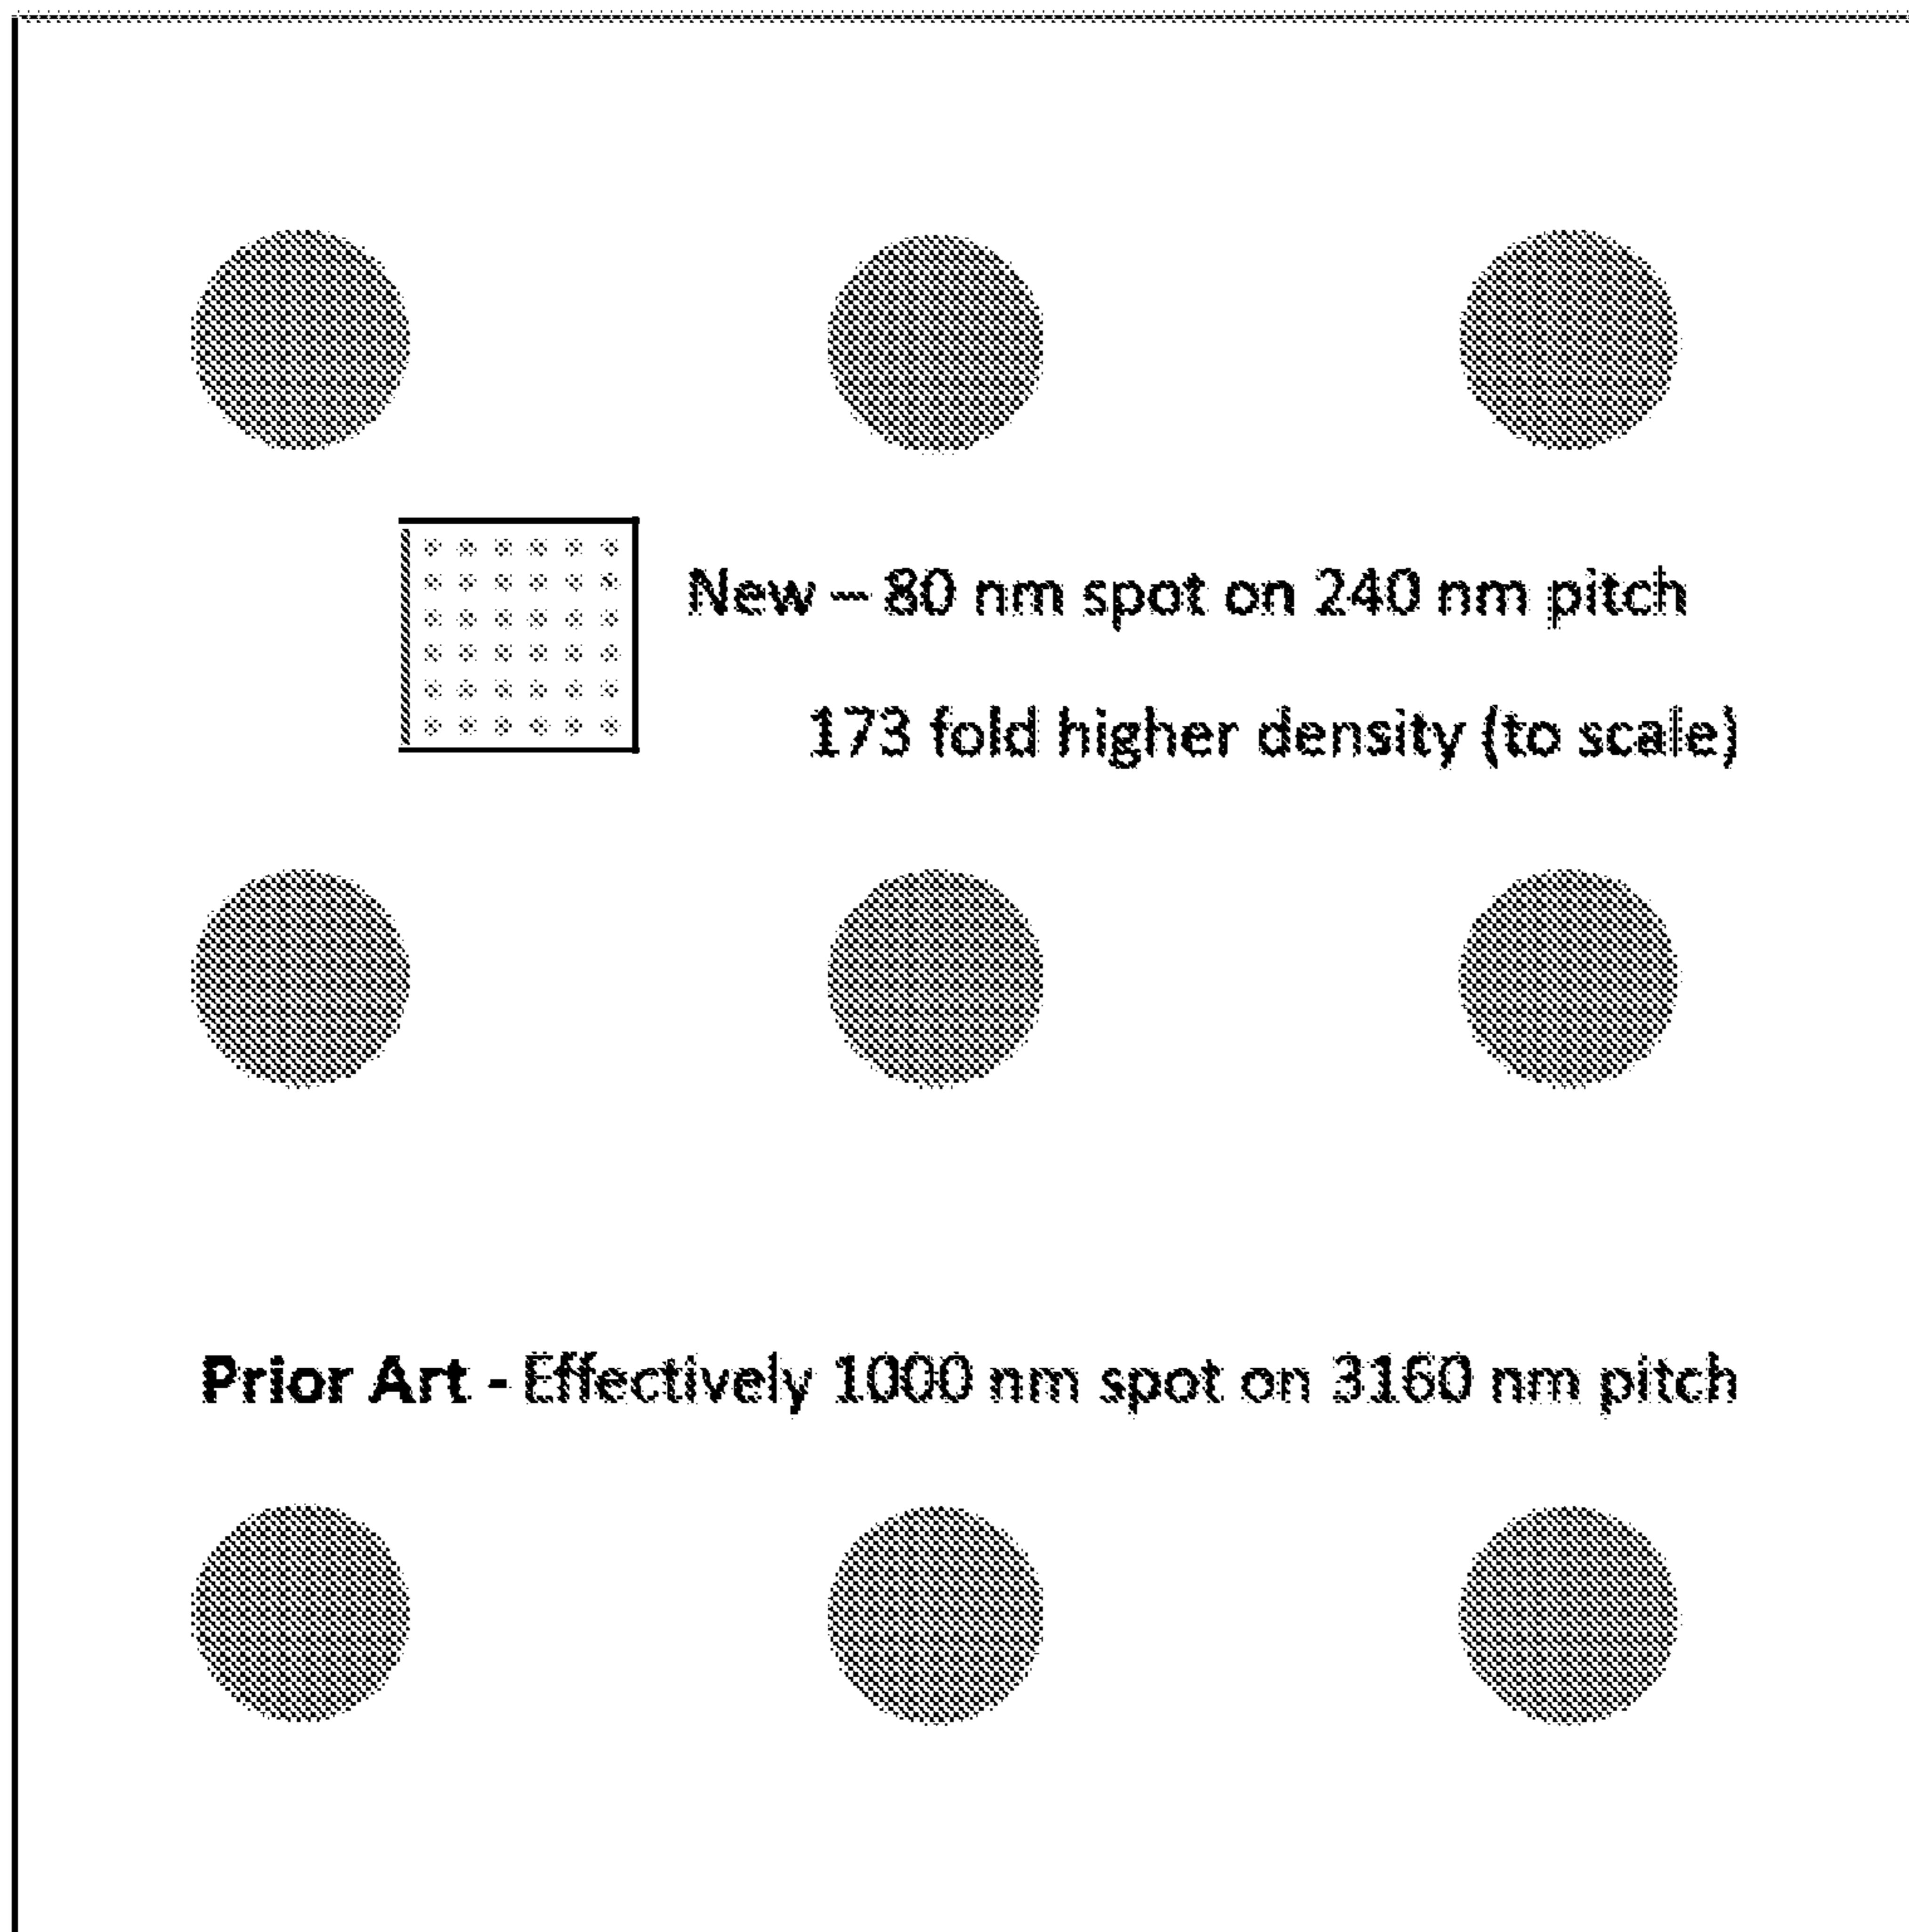 New – 80 nm spot on 240 nm pitch
173 fold higher density (to scale)
Prior Art - Effectively 1000 nm spot on 3160 nm pitch